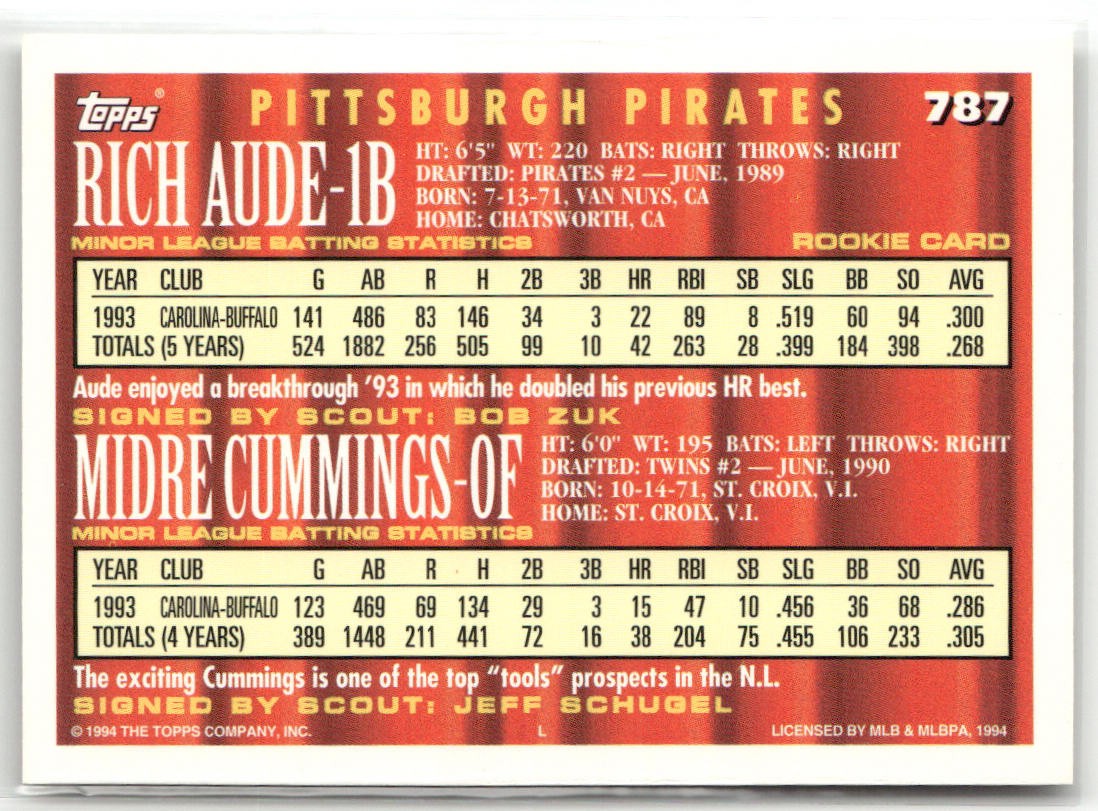 Topps® PITTSBURGH PIRATES 787
RICH AUDE-1B
HT: 6'5" WT: 220 BATS: RIGHT THROWS: RIGHT
DRAFTED: PIRATES #2 — JUNE, 1989
BORN: 7-13-71, VAN NUYS, CA
HOME: CHATSWORTH, CA
MINOR LEAGUE BATTING STATISTICS ROOKIE CARD
YEAR CLUB G AB R H 2B 3B HR RBI SB SLG BB SO AVG
1993 CAROLINA-BUFFALO 141 486 83 146 34 3 22 89 8 .519 60 94 .300
TOTALS (5 YEARS) 524 1882 256 505 99 10 42 263 28 .399 184 398 .268
Aude enjoyed a breakthrough '93 in which he doubled his previous HR best.
SIGNED BY SCOUT: BOB ZUK
MIDRE CUMMINGS-OF
HT: 6'0" WT: 195 BATS: LEFT THROWS: RIGHT
DRAFTED: TWINS #2 — JUNE, 1990
BORN: 10-14-71, ST. CROIX, V.I.
HOME: ST. CROIX, V.I.
MINOR LEAGUE BATTING STATISTICS
YEAR CLUB G AB R H 2B 3B HR RBI SB SLG BB SO AVG
1993 CAROLINA-BUFFALO 123 469 69 134 29 3 15 47 10 .456 36 68 .286
TOTALS (4 YEARS) 389 1448 211 441 72 16 38 204 75 .455 106 233 .305
The exciting Cummings is one of the top "tools" prospects in the N.L.
SIGNED BY SCOUT: JEFF SCHUGEL
© 1994 THE TOPPS COMPANY, INC. L LICENSED BY MLB & MLBPA, 1994